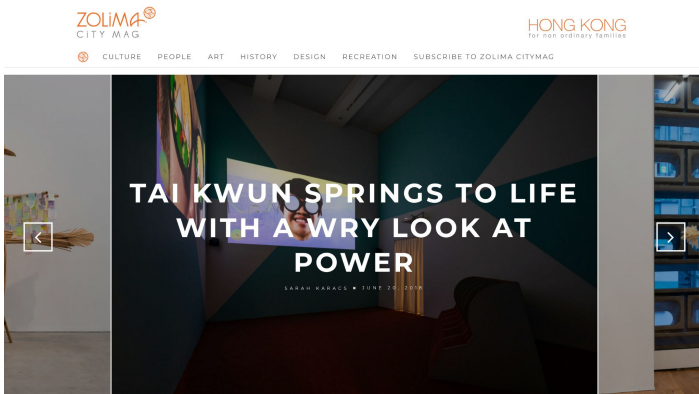 ZOLIMA
CITY MAG
HONG KONG
for non ordinary families
CULTURE PEOPLE ART HISTORY DESIGN RECREATION SUBSCRIBE TO ZOLIMA CITYMAG
TAI KWUN SPRINGS TO LIFE
WITH A WRY LOOK AT
POWER
SARAH KARACS ■ JUNE 20, 2018